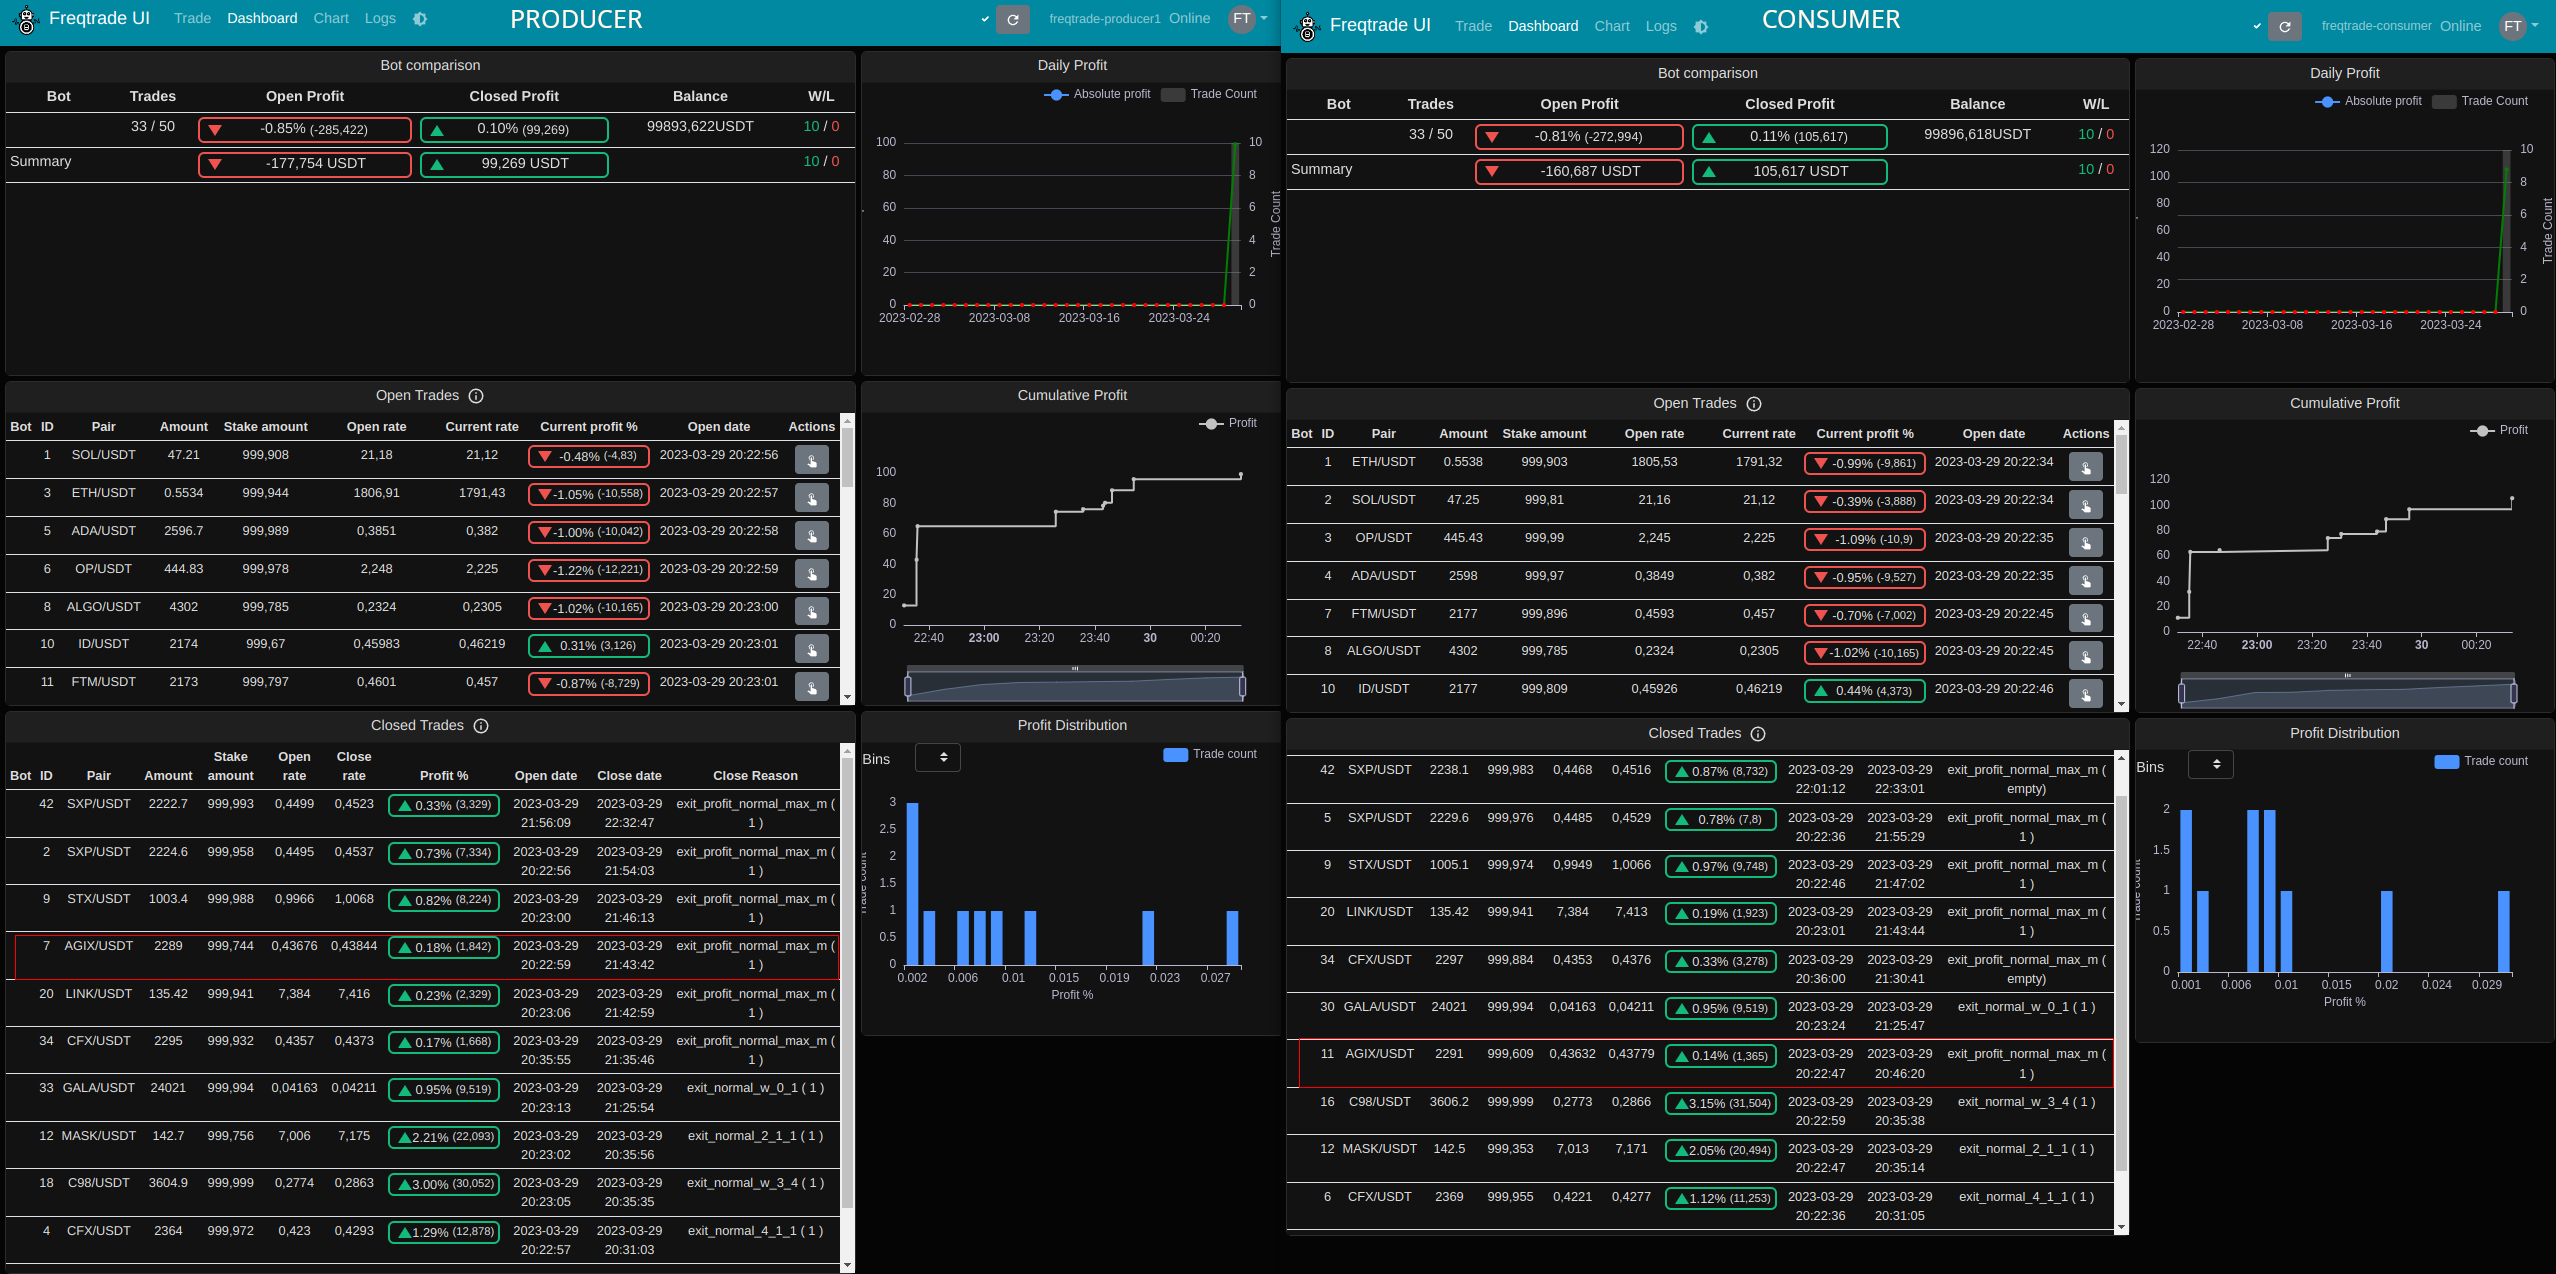 Freqtrade UI Trade Dashboard Chart Logs PRODUCER freqtrade-producer1 Online FT
Bot comparison
Bot Trades Open Profit Closed Profit Balance W/L
33 / 50 -0.85% (-285,422) 0.10% (99,269) 99893,622USDT 10 / 0
Summary -177,754 USDT 99,269 USDT 10 / 0
Daily Profit
Absolute profit Trade Count
100 10
80 8
60 6
40 4
20 2
0 0
Trade Count
2023-02-28 2023-03-08 2023-03-16 2023-03-24
Open Trades
Bot ID Pair Amount Stake amount Open rate Current rate Current profit % Open date Actions
1 SOL/USDT 47.21 999,908 21,18 21,12 -0.48% (-4,83) 2023-03-29 20:22:56
3 ETH/USDT 0.5534 999,944 1806,91 1791,43 -1.05% (-10,558) 2023-03-29 20:22:57
5 ADA/USDT 2596.7 999,989 0,3851 0,382 -1.00% (-10,042) 2023-03-29 20:22:58
6 OP/USDT 444.83 999,978 2,248 2,225 -1.22% (-12,221) 2023-03-29 20:22:59
8 ALGO/USDT 4302 999,785 0,2324 0,2305 -1.02% (-10,165) 2023-03-29 20:23:00
10 ID/USDT 2174 999,67 0,45983 0,46219 0.31% (3,126) 2023-03-29 20:23:01
11 FTM/USDT 2173 999,797 0,4601 0,457 -0.87% (-8,729) 2023-03-29 20:23:01
Cumulative Profit
Profit
100
80
60
40
20
0
22:40 23:00 23:20 23:40 30 00:20
Closed Trades
Stake Open Close
Bot ID Pair Amount amount rate rate Profit % Open date Close date Close Reason
42 SXP/USDT 2222.7 999,993 0,4499 0,4523 0.33% (3,329) 2023-03-29 2023-03-29 exit_profit_normal_max_m (
21:56:09 22:32:47 1 )
2 SXP/USDT 2224.6 999,958 0,4495 0,4537 0.73% (7,334) 2023-03-29 2023-03-29 exit_profit_normal_max_m (
20:22:56 21:54:03 1 )
9 STX/USDT 1003.4 999,988 0,9966 1,0068 0.82% (8,224) 2023-03-29 2023-03-29 exit_profit_normal_max_m (
20:23:00 21:46:13 1 )
7 AGIX/USDT 2289 999,744 0,43676 0,43844 0.18% (1,842) 2023-03-29 2023-03-29 exit_profit_normal_max_m (
20:22:59 21:43:42 1 )
20 LINK/USDT 135.42 999,941 7,384 7,416 0.23% (2,329) 2023-03-29 2023-03-29 exit_profit_normal_max_m (
20:23:06 21:42:59 1 )
34 CFX/USDT 2295 999,932 0,4357 0,4373 0.17% (1,668) 2023-03-29 2023-03-29 exit_profit_normal_max_m (
20:35:55 21:35:46 1 )
33 GALA/USDT 24021 999,994 0,04163 0,04211 0.95% (9,519) 2023-03-29 2023-03-29 exit_normal_w_0_1 ( 1 )
20:23:13 21:25:54
12 MASK/USDT 142.7 999,756 7,006 7,175 2.21% (22,093) 2023-03-29 2023-03-29 exit_normal_2_1_1 ( 1 )
20:23:02 20:35:56
18 C98/USDT 3604.9 999,999 0,2774 0,2863 3.00% (30,052) 2023-03-29 2023-03-29 exit_normal_w_3_4 ( 1 )
20:23:05 20:35:35
4 CFX/USDT 2364 999,972 0,423 0,4293 1.29% (12,878) 2023-03-29 2023-03-29 exit_normal_4_1_1 ( 1 )
20:22:57 20:31:03
Profit Distribution
Bins
Trade count
3
2.5
2
1.5
1
0.5
0
Trade count
0.002 0.006 0.01 0.015 0.019 0.023 0.027
Profit %
Freqtrade UI Trade Dashboard Chart Logs CONSUMER freqtrade-consumer Online FT
Bot comparison
Bot Trades Open Profit Closed Profit Balance W/L
33 / 50 -0.81% (-272,994) 0.11% (105,617) 99896,618USDT 10 / 0
Summary -160,687 USDT 105,617 USDT 10 / 0
Daily Profit
Absolute profit Trade Count
120 10
100 8
80
60 6
40 4
20 2
0 0
Trade Count
2023-02-28 2023-03-08 2023-03-16 2023-03-24
Open Trades
Bot ID Pair Amount Stake amount Open rate Current rate Current profit % Open date Actions
1 ETH/USDT 0.5538 999,903 1805,53 1791,32 -0.99% (-9,861) 2023-03-29 20:22:34
2 SOL/USDT 47.25 999,81 21,16 21,12 -0.39% (-3,888) 2023-03-29 20:22:34
3 OP/USDT 445.43 999,99 2,245 2,225 -1.09% (-10,9) 2023-03-29 20:22:35
4 ADA/USDT 2598 999,97 0,3849 0,382 -0.95% (-9,527) 2023-03-29 20:22:35
7 FTM/USDT 2177 999,896 0,4593 0,457 -0.70% (-7,002) 2023-03-29 20:22:45
8 ALGO/USDT 4302 999,785 0,2324 0,2305 -1.02% (-10,165) 2023-03-29 20:22:45
10 ID/USDT 2177 999,809 0,45926 0,46219 0.44% (4,373) 2023-03-29 20:22:46
Cumulative Profit
Profit
120
100
80
60
40
20
0
22:40 23:00 23:20 23:40 30 00:20
Closed Trades
42 SXP/USDT 2238.1 999,983 0,4468 0,4516 0.87% (8,732) 2023-03-29 2023-03-29 exit_profit_normal_max_m (
22:01:12 22:33:01 empty)
5 SXP/USDT 2229.6 999,976 0,4485 0,4529 0.78% (7,8) 2023-03-29 2023-03-29 exit_profit_normal_max_m (
20:22:36 21:55:29 1 )
9 STX/USDT 1005.1 999,974 0,9949 1,0066 0.97% (9,748) 2023-03-29 2023-03-29 exit_profit_normal_max_m (
20:22:46 21:47:02 1 )
20 LINK/USDT 135.42 999,941 7,384 7,413 0.19% (1,923) 2023-03-29 2023-03-29 exit_profit_normal_max_m (
20:23:01 21:43:44 1 )
34 CFX/USDT 2297 999,884 0,4353 0,4376 0.33% (3,278) 2023-03-29 2023-03-29 exit_profit_normal_max_m (
20:36:00 21:30:41 empty)
30 GALA/USDT 24021 999,994 0,04163 0,04211 0.95% (9,519) 2023-03-29 2023-03-29 exit_normal_w_0_1 ( 1 )
20:23:24 21:25:47
11 AGIX/USDT 2291 999,609 0,43632 0,43779 0.14% (1,365) 2023-03-29 2023-03-29 exit_profit_normal_max_m (
20:22:47 20:46:20 1 )
16 C98/USDT 3606.2 999,999 0,2773 0,2866 3.15% (31,504) 2023-03-29 2023-03-29 exit_normal_w_3_4 ( 1 )
20:22:59 20:35:38
12 MASK/USDT 142.5 999,353 7,013 7,171 2.05% (20,494) 2023-03-29 2023-03-29 exit_normal_2_1_1 ( 1 )
20:22:47 20:35:14
6 CFX/USDT 2369 999,955 0,4221 0,4277 1.12% (11,253) 2023-03-29 2023-03-29 exit_normal_4_1_1 ( 1 )
20:22:36 20:31:05
Profit Distribution
Bins
Trade count
2
1.5
1
0.5
0
Trade count
0.001 0.006 0.01 0.015 0.02 0.024 0.029
Profit %